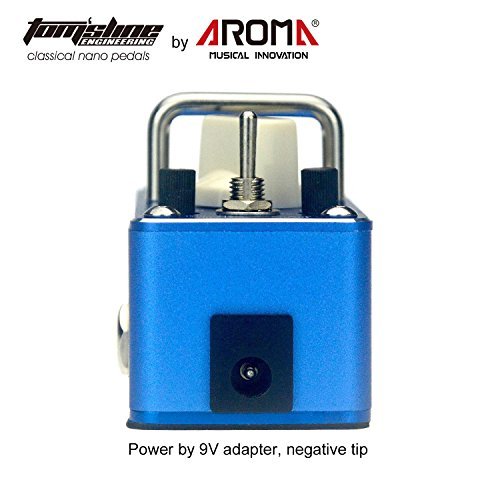 tom'sline by AROMA®
ENGINEERING MUSICAL INNOVATION
classical nano pedals
Power by 9V adapter, negative tip